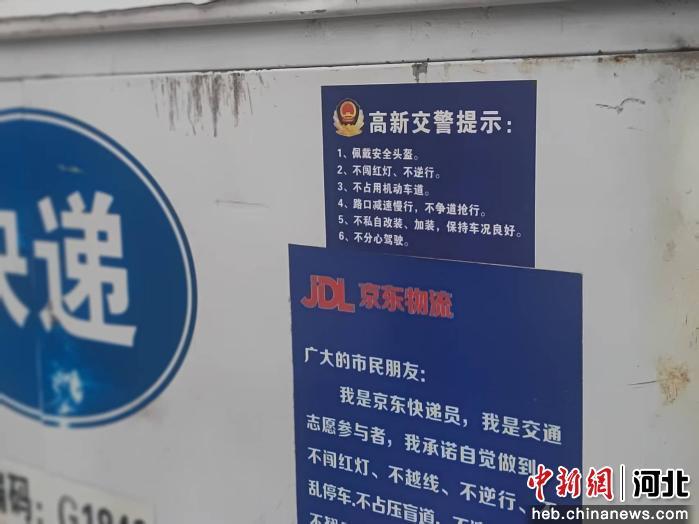 高新交警提示：
1、佩戴安全头盔。
2、不闯红灯、不逆行。
3、不占用机动车道。
4、路口减速慢行，不争道抢行。
5、不私自改装、加装，保持车况良好。
6、不分心驾驶。
快递
JDL 京东物流
广大的市民朋友：
我是京东快递员，我是交通
志愿参与者，我承诺自觉做到：
不闯红灯、不越线、不逆行、
乱停车，不占压盲道，
编码：G
中新網 河北
heb.chinanews.com